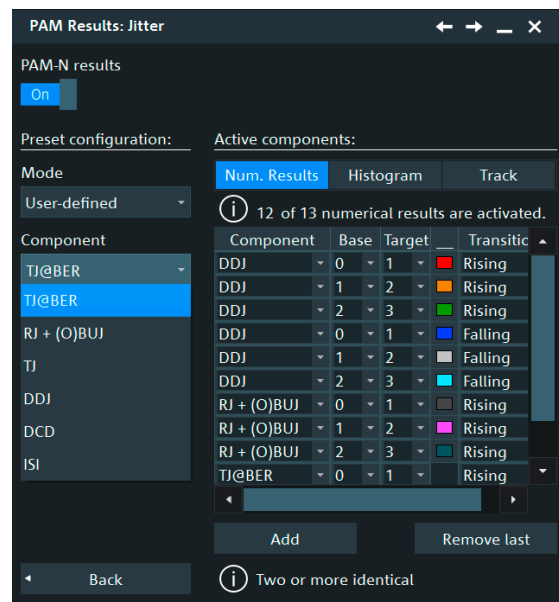 PAM Results: Jitter
PAM-N results
On
Preset configuration:
Mode
User-defined
Component
TJ@BER
TJ@BER
RJ + (O)BUJ
TJ
DDJ
DCD
ISI
Back
Active components:
Num. Results Histogram Track
12 of 13 numerical results are activated.
Component Base Target __ Transitic
DDJ 0 1 Rising
DDJ 1 2 Rising
DDJ 2 3 Rising
DDJ 0 1 Falling
DDJ 1 2 Falling
DDJ 2 3 Falling
RJ + (O)BUJ 0 1 Rising
RJ + (O)BUJ 1 2 Rising
RJ + (O)BUJ 2 3 Rising
TJ@BER 0 1 Rising
Add Remove last
Two or more identical